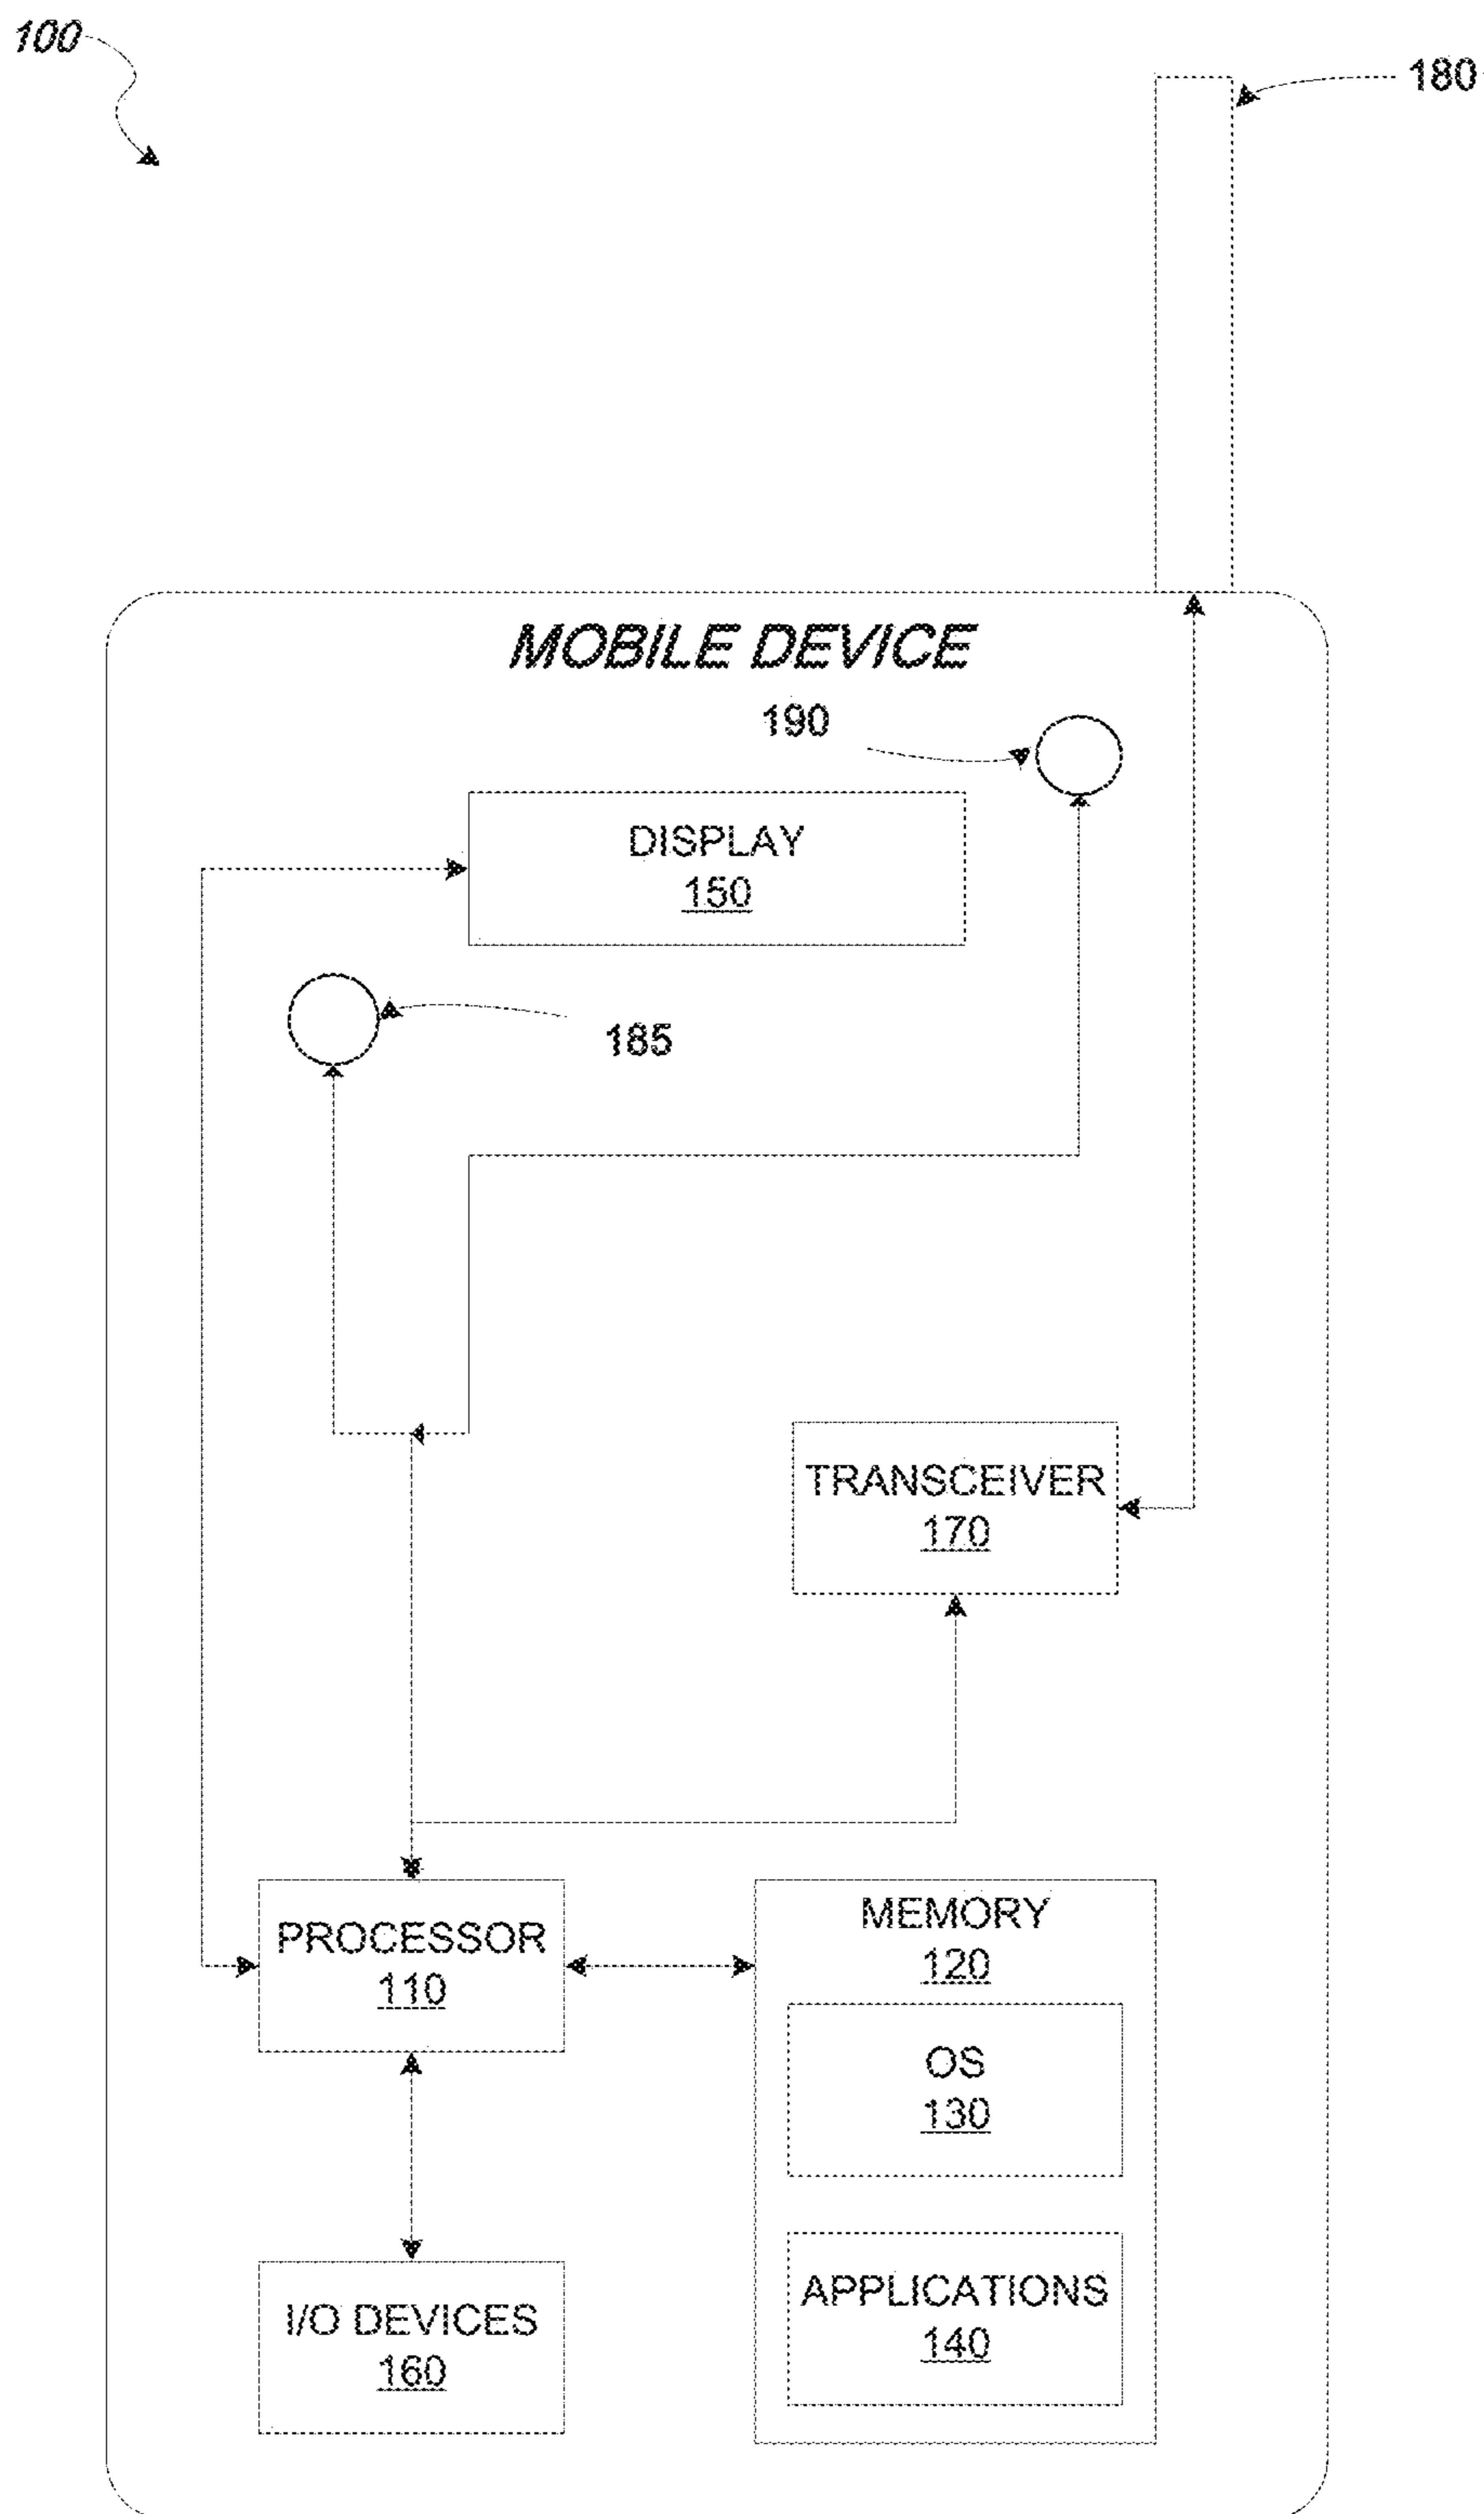 100
180
MOBILE DEVICE
190
DISPLAY
150
185
TRANSCEIVER
170
PROCESSOR
110
MEMORY
120
OS
130
I/O DEVICES
160
APPLICATIONS
140